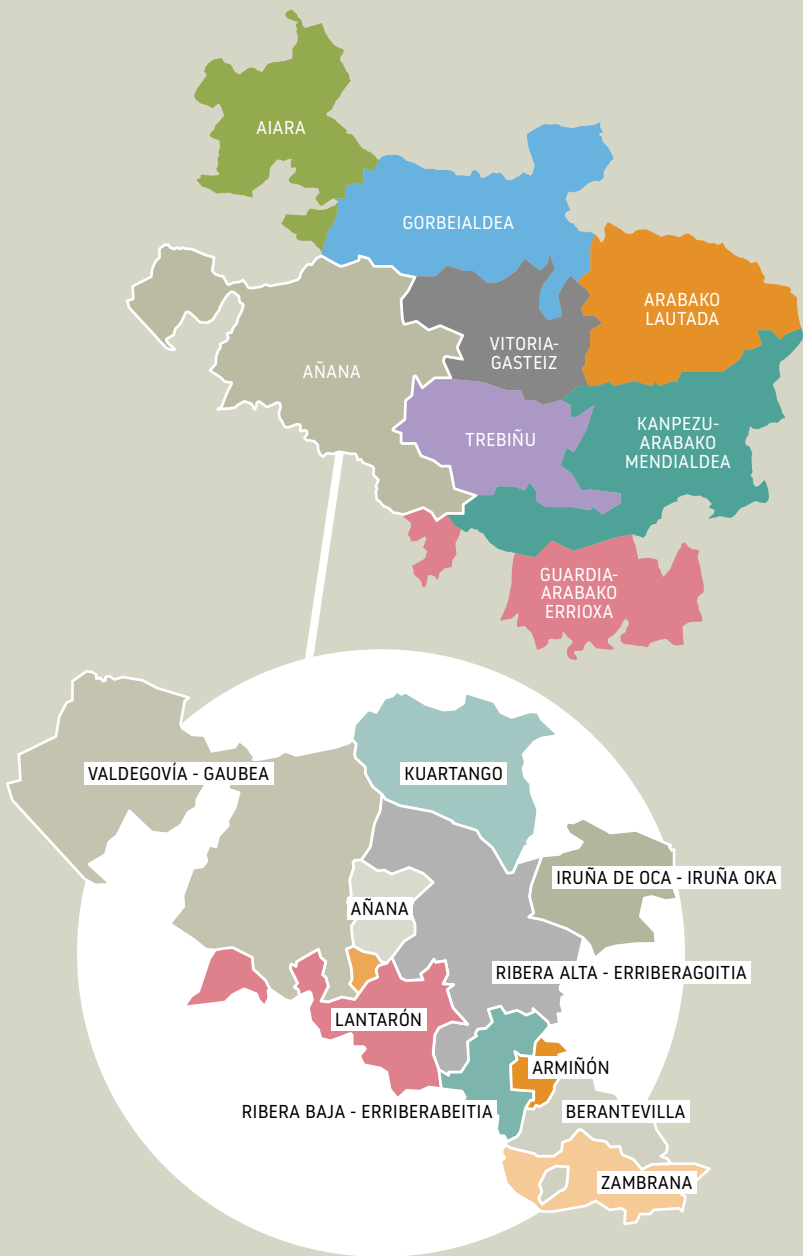 AIARA
GORBEIALDEA
ARABAKO
LAUTADA
VITORIA-
GASTEIZ
AÑANA
TREBIÑU
KANPEZU-
ARABAKO
MENDIALDEA
GUARDIA-
ARABAKO
ERRIOXA
VALDEGOVÍA - GAUBEA
KUARTANGO
IRUÑA DE OCA - IRUÑA OKA
AÑANA
RIBERA ALTA - ERRIBERAGOITIA
LANTARÓN
ARMIÑÓN
RIBERA BAJA - ERRIBERABEITIA
BERANTEVILLA
ZAMBRANA